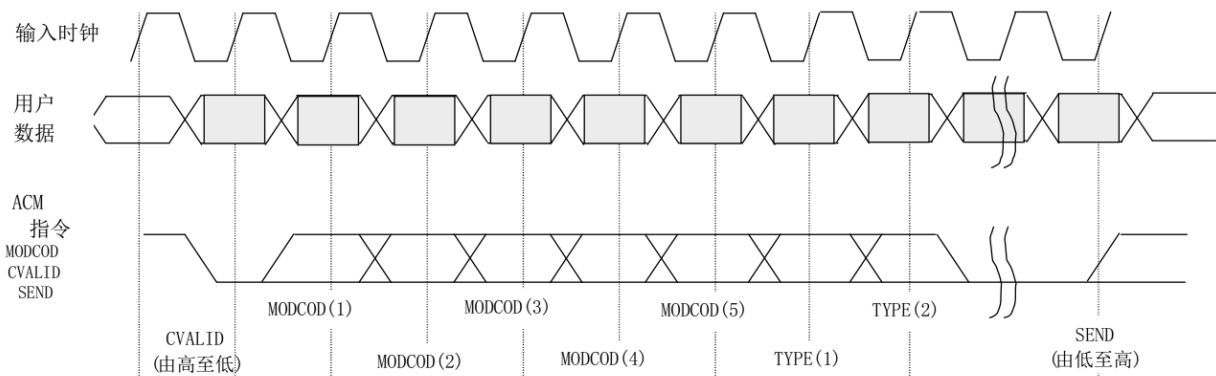 输入时钟
用户
数据
ACM
指令
MODCOD
CVALID
SEND
MODCOD(1)
MODCOD(3)
MODCOD(5)
TYPE(2)
CVALID
(由高至低)
MODCOD(2)
MODCOD(4)
TYPE(1)
SEND
(由低至高)